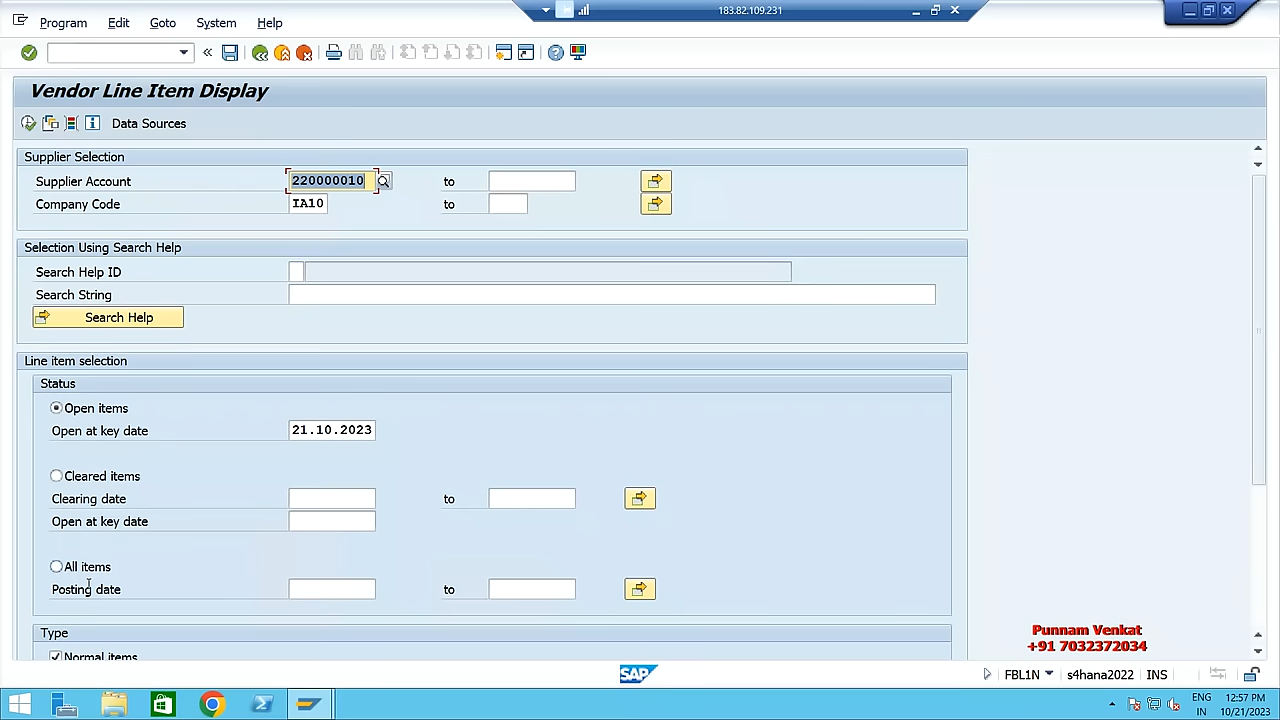 183.82.109.231
Program Edit Goto System Help
Vendor Line Item Display
Data Sources
Supplier Selection
Supplier Account 220000010 to
Company Code IA10 to
Selection Using Search Help
Search Help ID
Search String
Search Help
Line item selection
Status
Open items
Open at key date 21.10.2023
Cleared items
Clearing date to
Open at key date
All items
Posting date to
Type
Normal items
Punnam Venkat
+91 7032372034
SAP FBL1N s4hana2022 INS
ENG 12:57 PM
IN 10/21/2023